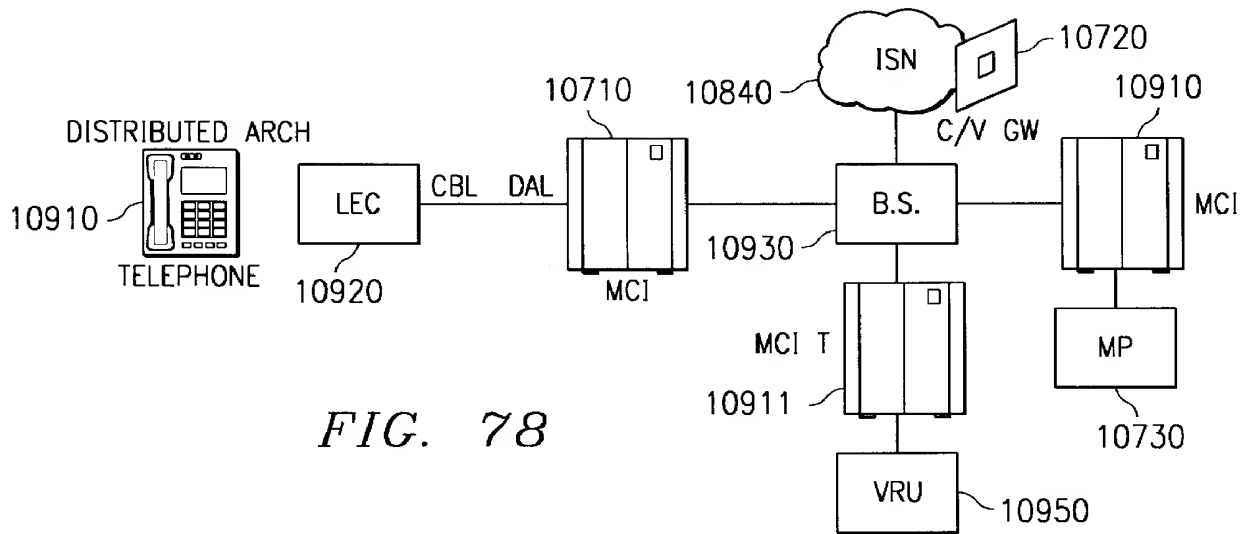 ISN
10720
10840
C/V GW
10710
10910
DISTRIBUTED ARCH
10910
TELEPHONE
LEC
10920
CBL DAL
MCI
B.S.
10930
MCI
MCI T
10911
MP
10730
VRU
10950
FIG. 78